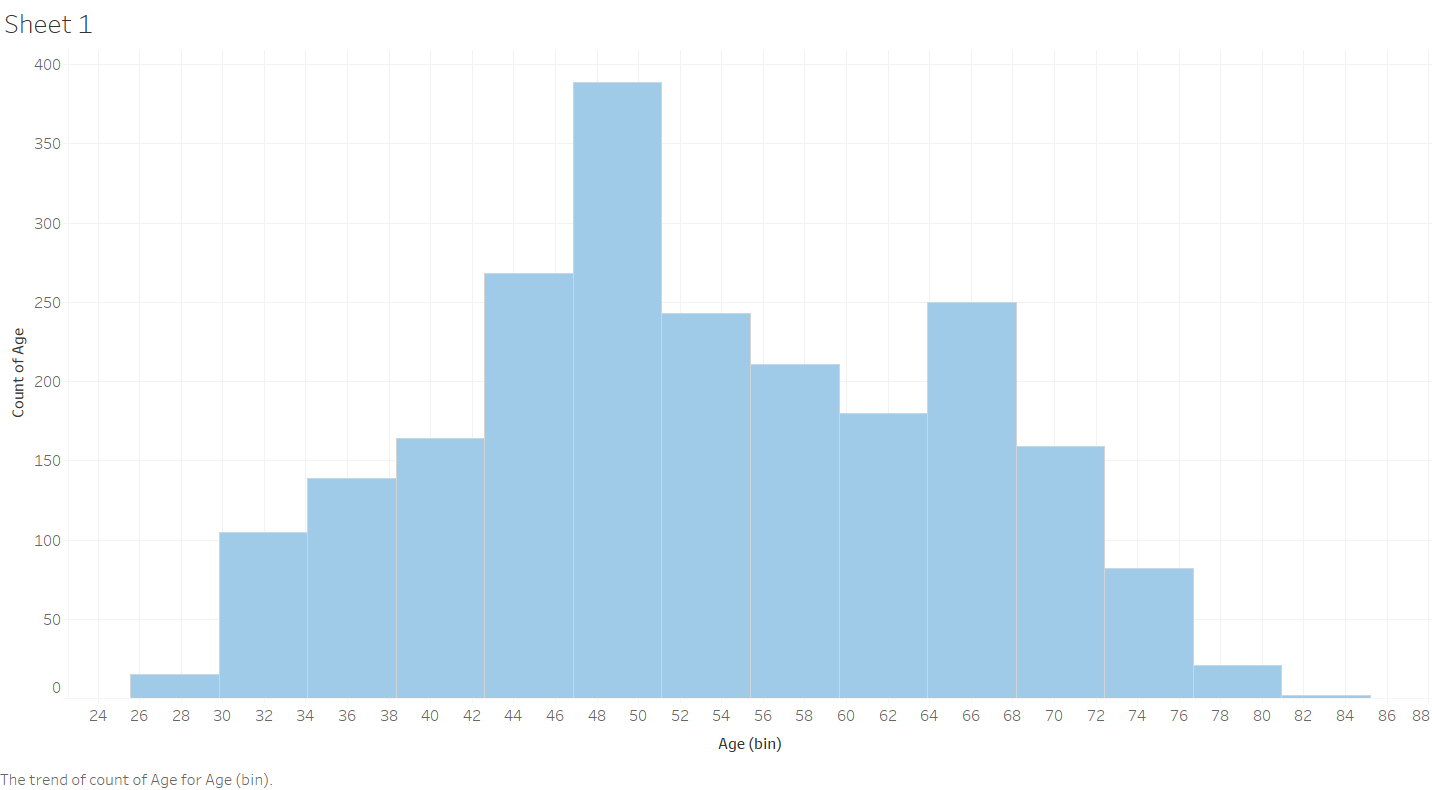 Sheet 1
400
350
300
250
200
150
100
50
0
Count of Age
24 26 28 30 32 34 36 38 40 42 44 46 48 50 52 54 56 58 60 62 64 66 68 70 72 74 76 78 80 82 84 86 88
Age (bin)
The trend of count of Age for Age (bin).